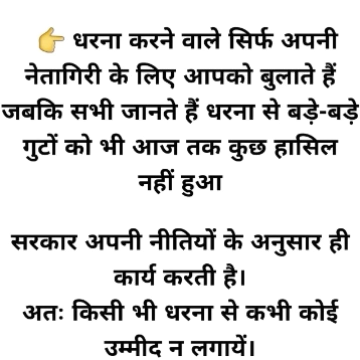 👉 धरना करने वाले सिर्फ अपनी
नेतागिरी के लिए आपको बुलाते हैं
जबकि सभी जानते हैं धरना से बड़े-बड़े
गुटों को भी आज तक कुछ हासिल
नहीं हुआ
सरकार अपनी नीतियों के अनुसार ही
कार्य करती है।
अतः किसी भी धरना से कभी कोई
उम्मीद न लगायें।